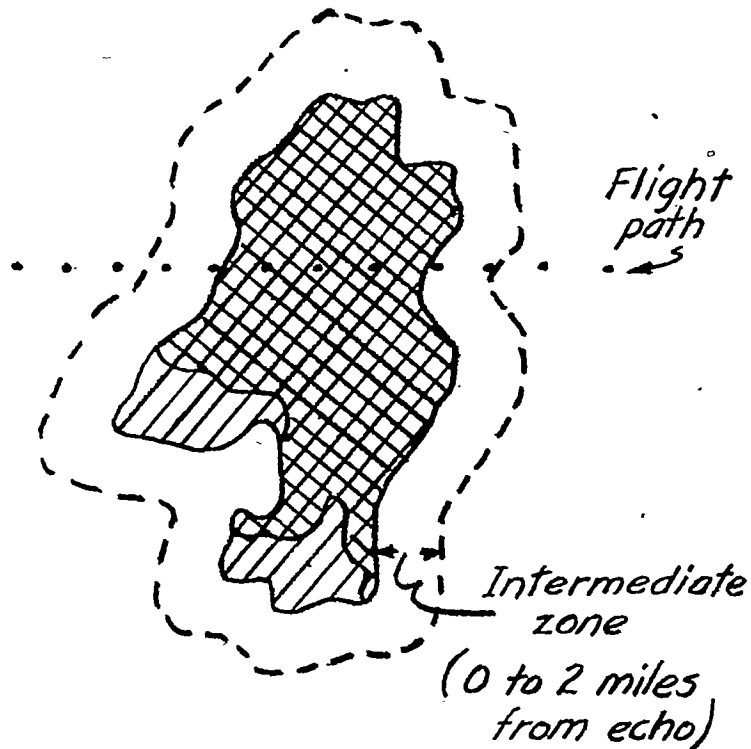 Flight
path
Intermediate
zone
(0 to 2 miles
from echo)